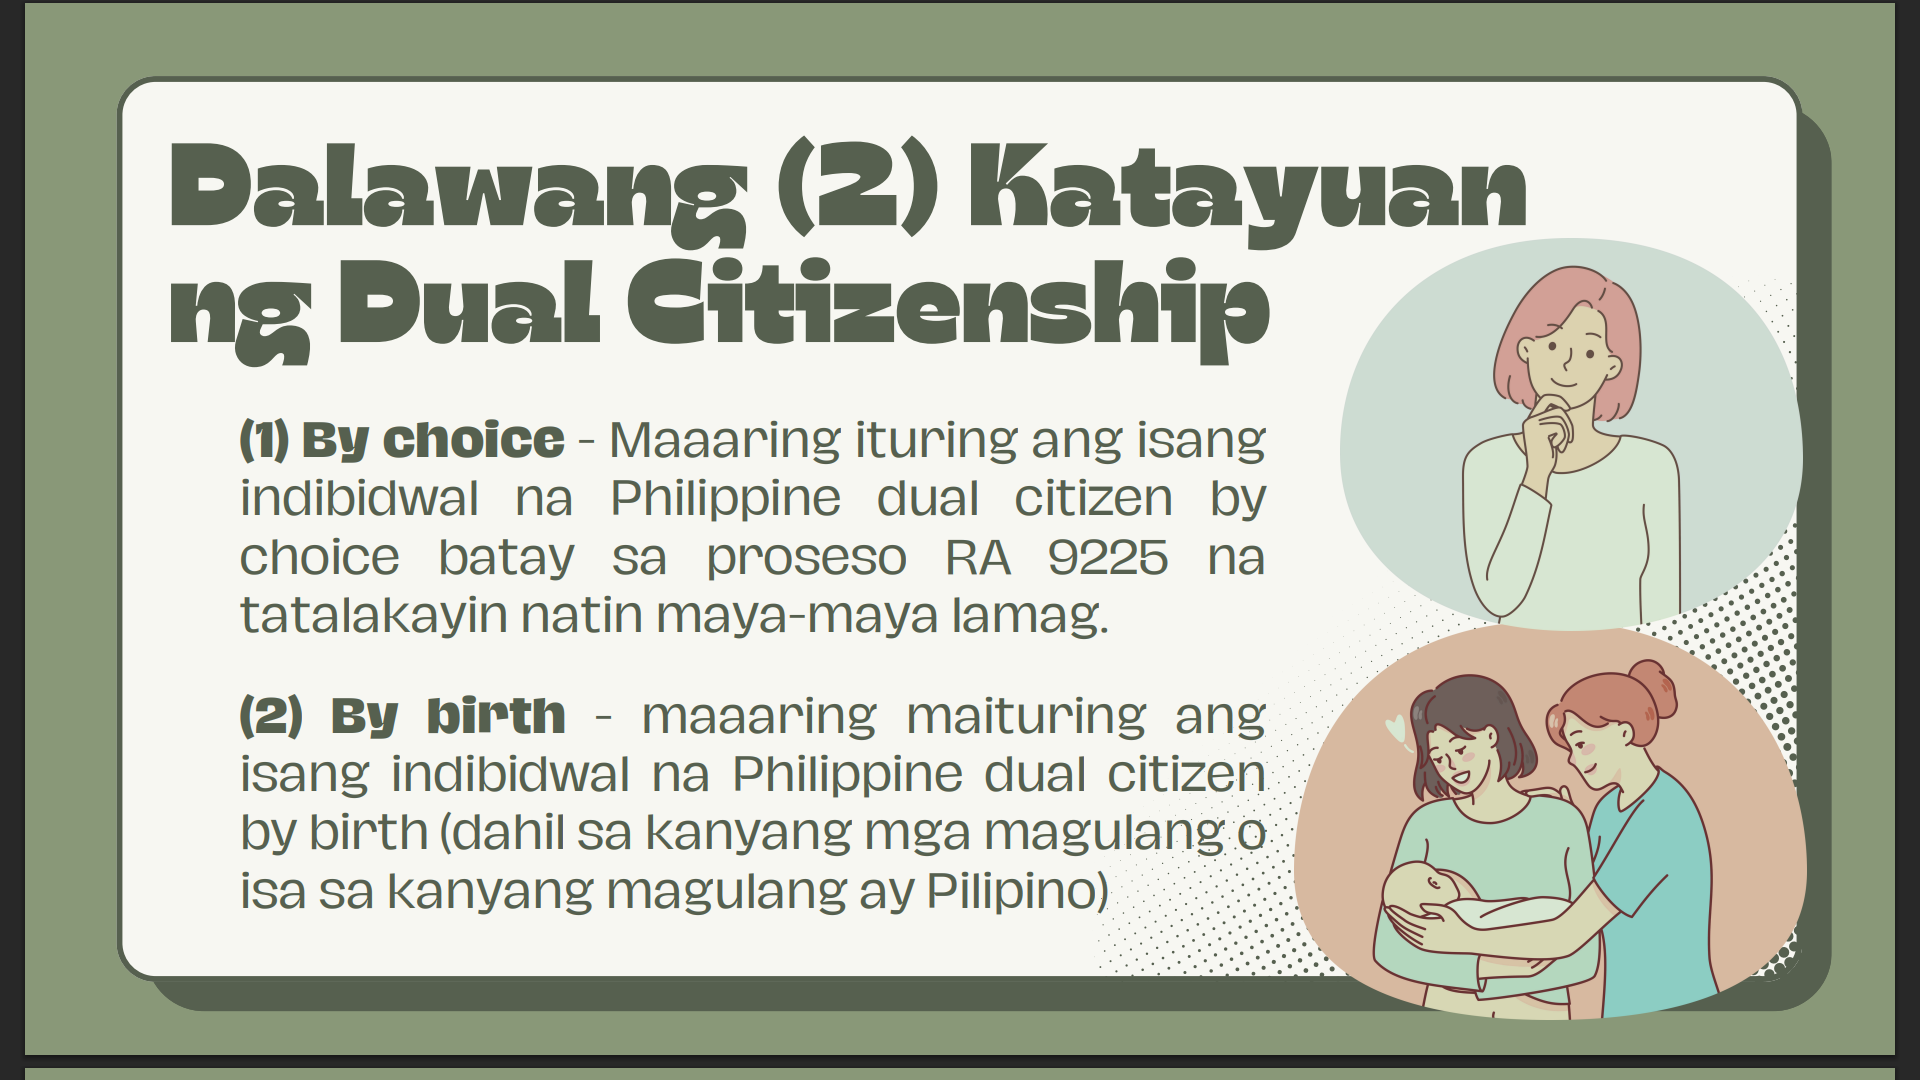 Dalawang (2) Katayuan
ng Dual Citizenship
(1) By choice - Maaaring ituring ang isang
indibidwal na Philippine dual citizen by
choice batay sa proseso RA 9225 na
tatalakayin natin maya-maya lamag.
(2) By birth - maaaring maituring ang
isang indibidwal na Philippine dual citizen
by birth (dahil sa kanyang mga magulang o
isa sa kanyang magulang ay Pilipino)